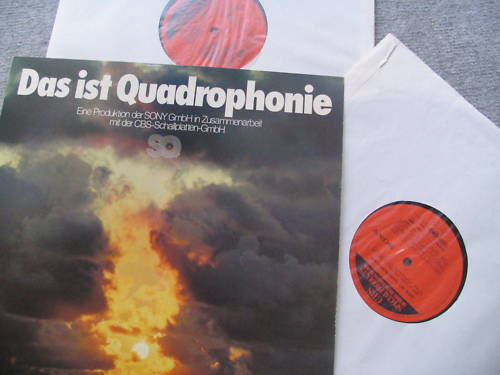 Das ist Quadrophonie
Eine Produktion der SONY GmbH in Zusammenarbeit
mit der CBS-Schallplatten-GmbH
SQ